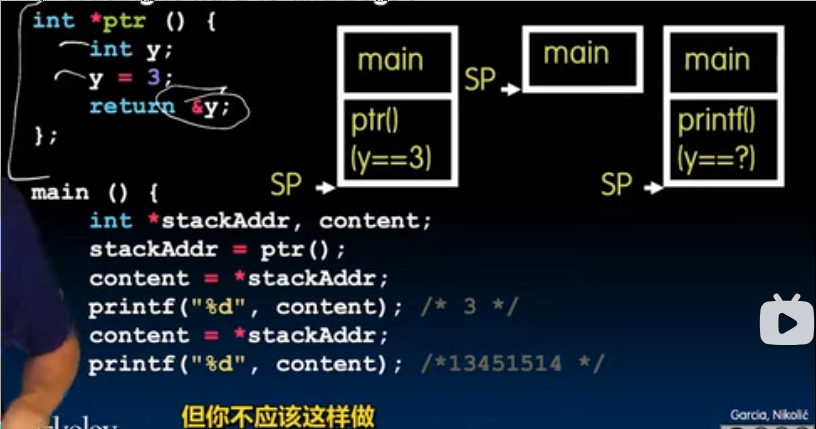 int *ptr () {
int y;
y = 3;
return &y;
};
main () {
int *stackAddr, content;
stackAddr = ptr();
content = *stackAddr;
printf("%d", content); /* 3 */
content = *stackAddr;
printf("%d", content); /*13451514 */
main
ptr()
(y==3)
SP
main
SP
main
printf()
(y==?)
SP
但你不应该这样做
Garcia, Nikolić